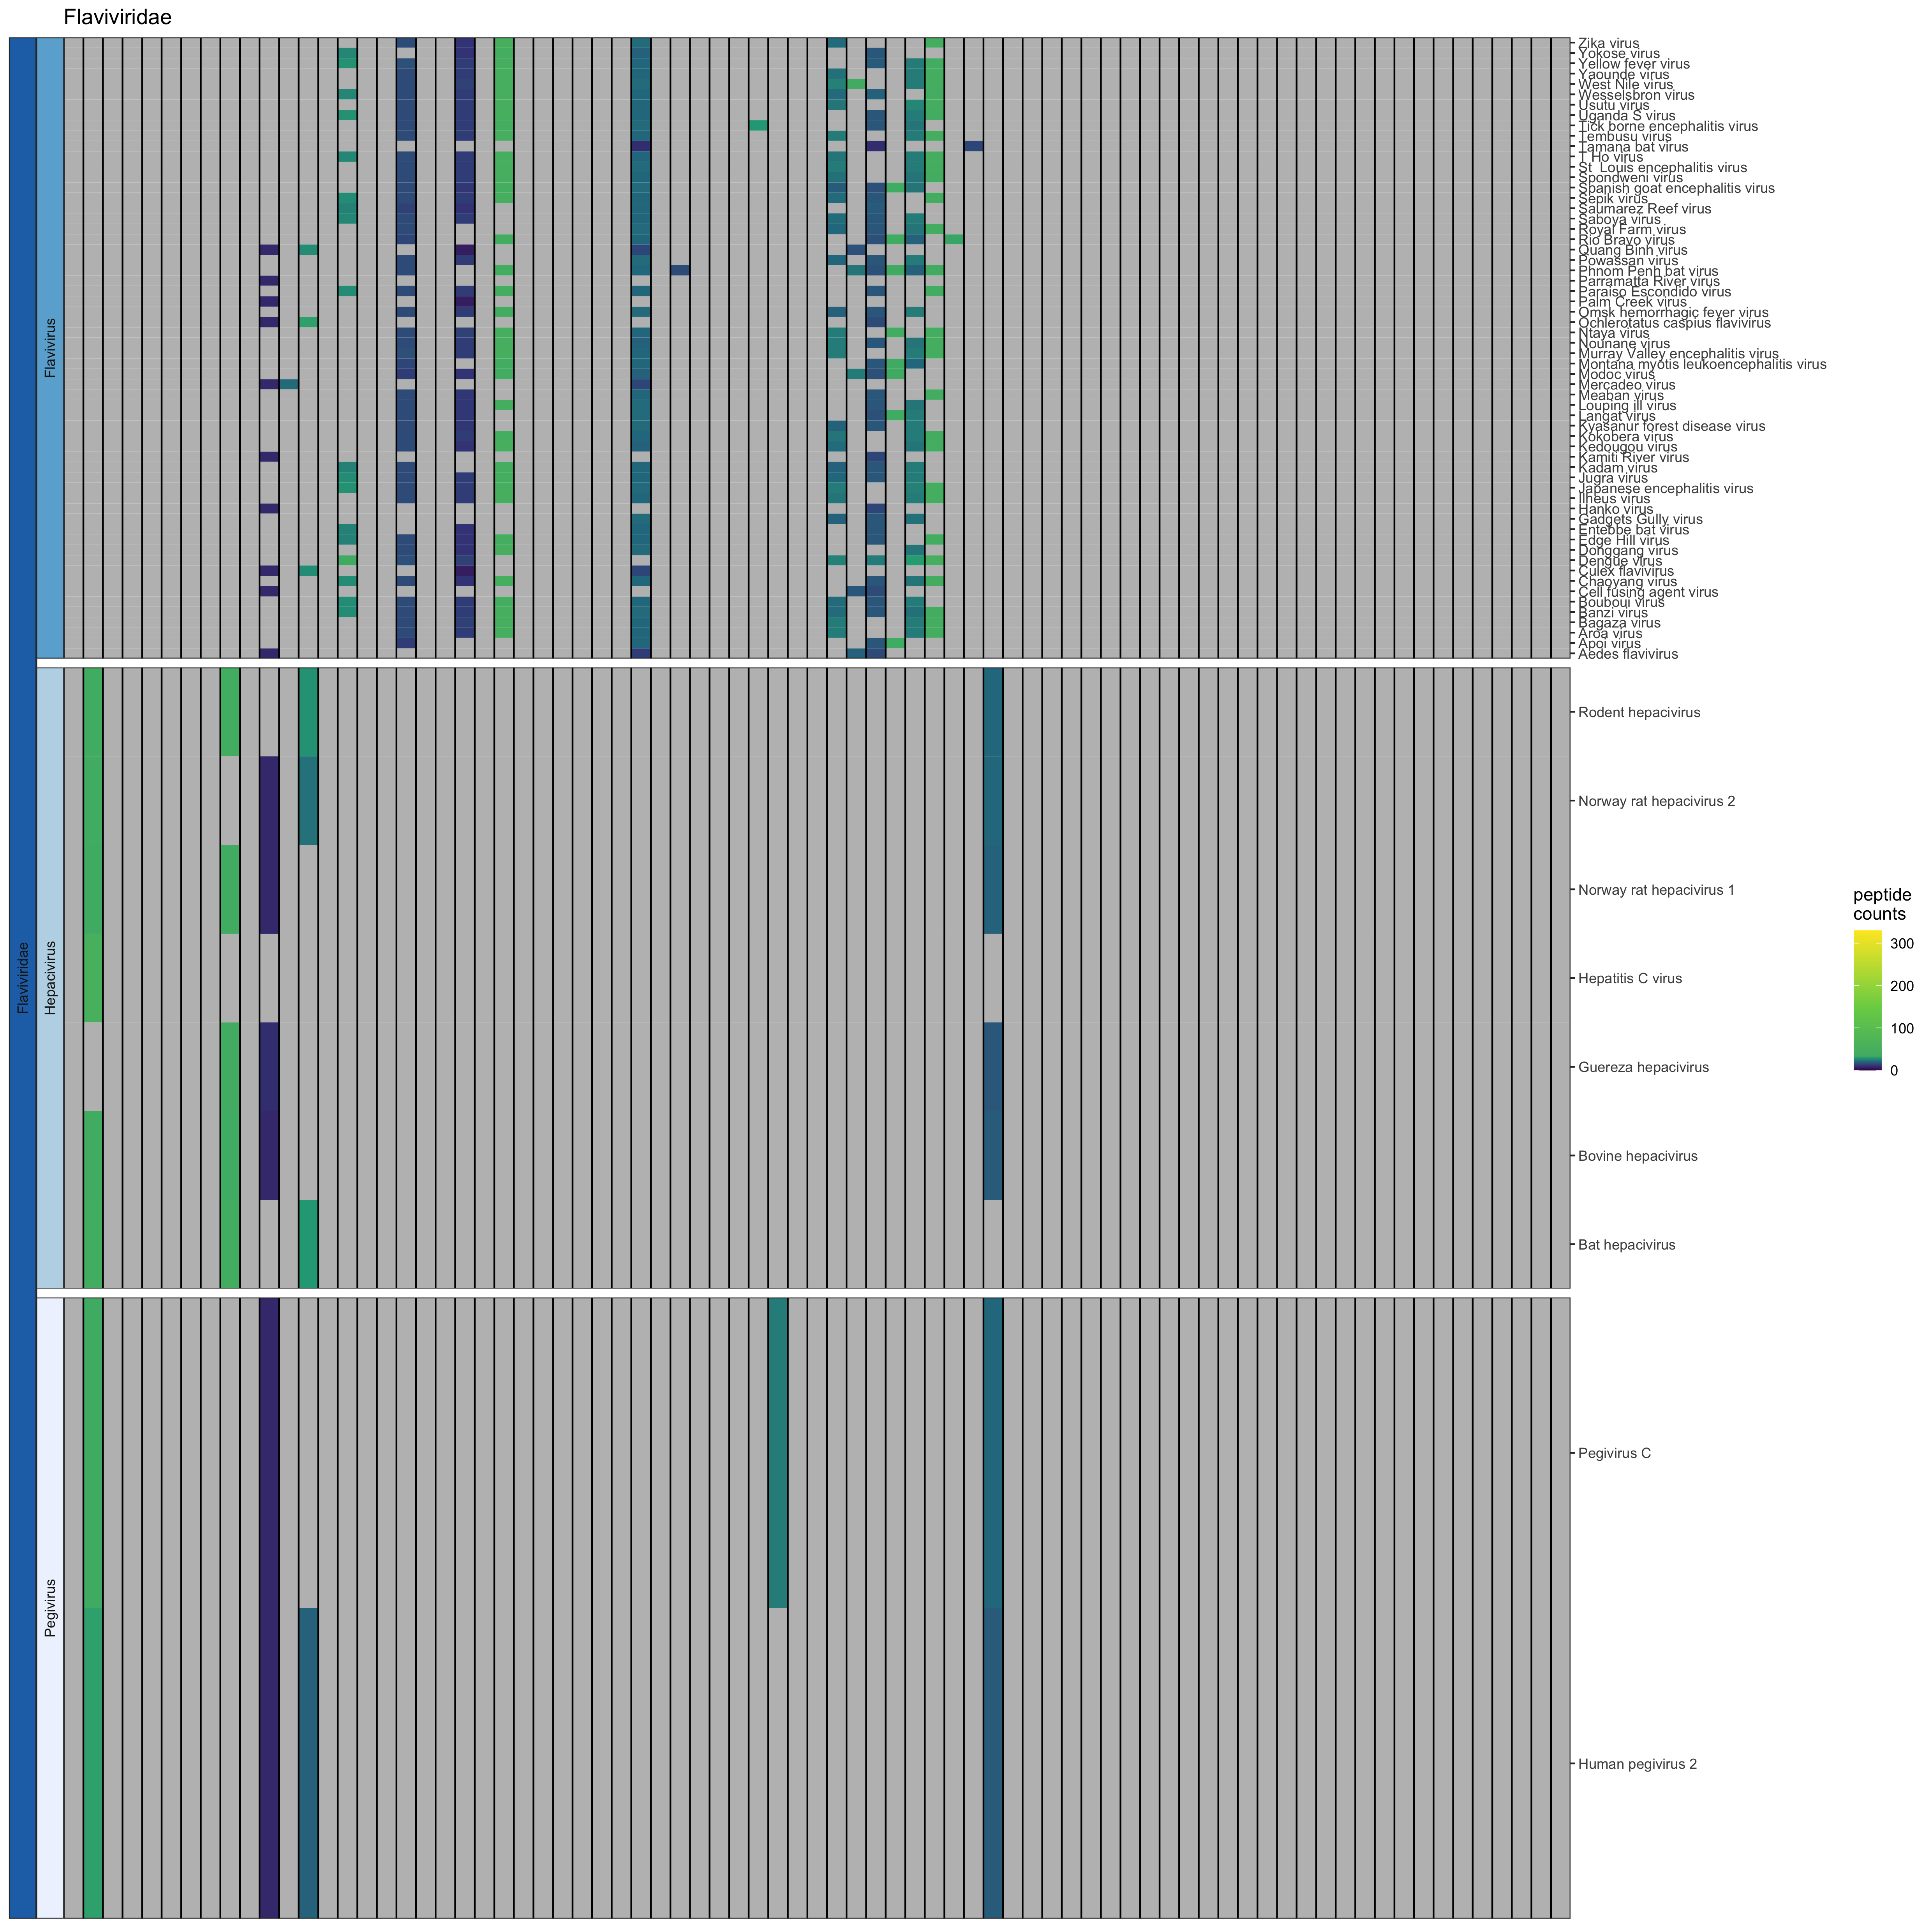 Flaviviridae
Flaviviridae
Flavivirus
Hepacivirus
Pegivirus
Zika virus
Yokose virus
Yellow fever virus
Yaounde virus
West Nile virus
Wesselsbron virus
Usutu virus
Uganda S virus
Tick borne encephalitis virus
Tembusu virus
Tamana bat virus
T Ho virus
St Louis encephalitis virus
Spondweni virus
Spanish goat encephalitis virus
Sepik virus
Saumarez Reef virus
Saboya virus
Royal Farm virus
Rio Bravo virus
Quang Binh virus
Powassan virus
Phnom Penh bat virus
Parramatta River virus
Paraiso Escondido virus
Palm Creek virus
Omsk hemorrhagic fever virus
Ochlerotatus caspius flavivirus
Ntaya virus
Nounane virus
Murray Valley encephalitis virus
Montana myotis leukoencephalitis virus
Modoc virus
Mercadeo virus
Meaban virus
Louping ill virus
Langat virus
Kyasanur forest disease virus
Kokobera virus
Kedougou virus
Kamiti River virus
Kadam virus
Jugra virus
Japanese encephalitis virus
Ilheus virus
Hanko virus
Gadgets Gully virus
Entebbe bat virus
Edge Hill virus
Donggang virus
Dengue virus
Culex flavivirus
Chaoyang virus
Cell fusing agent virus
Bouboui virus
Banzi virus
Bagaza virus
Aroa virus
Apoi virus
Aedes flavivirus
Rodent hepacivirus
Norway rat hepacivirus 2
Norway rat hepacivirus 1
Hepatitis C virus
Guereza hepacivirus
Bovine hepacivirus
Bat hepacivirus
Pegivirus C
Human pegivirus 2
peptide
counts
300
200
100
0